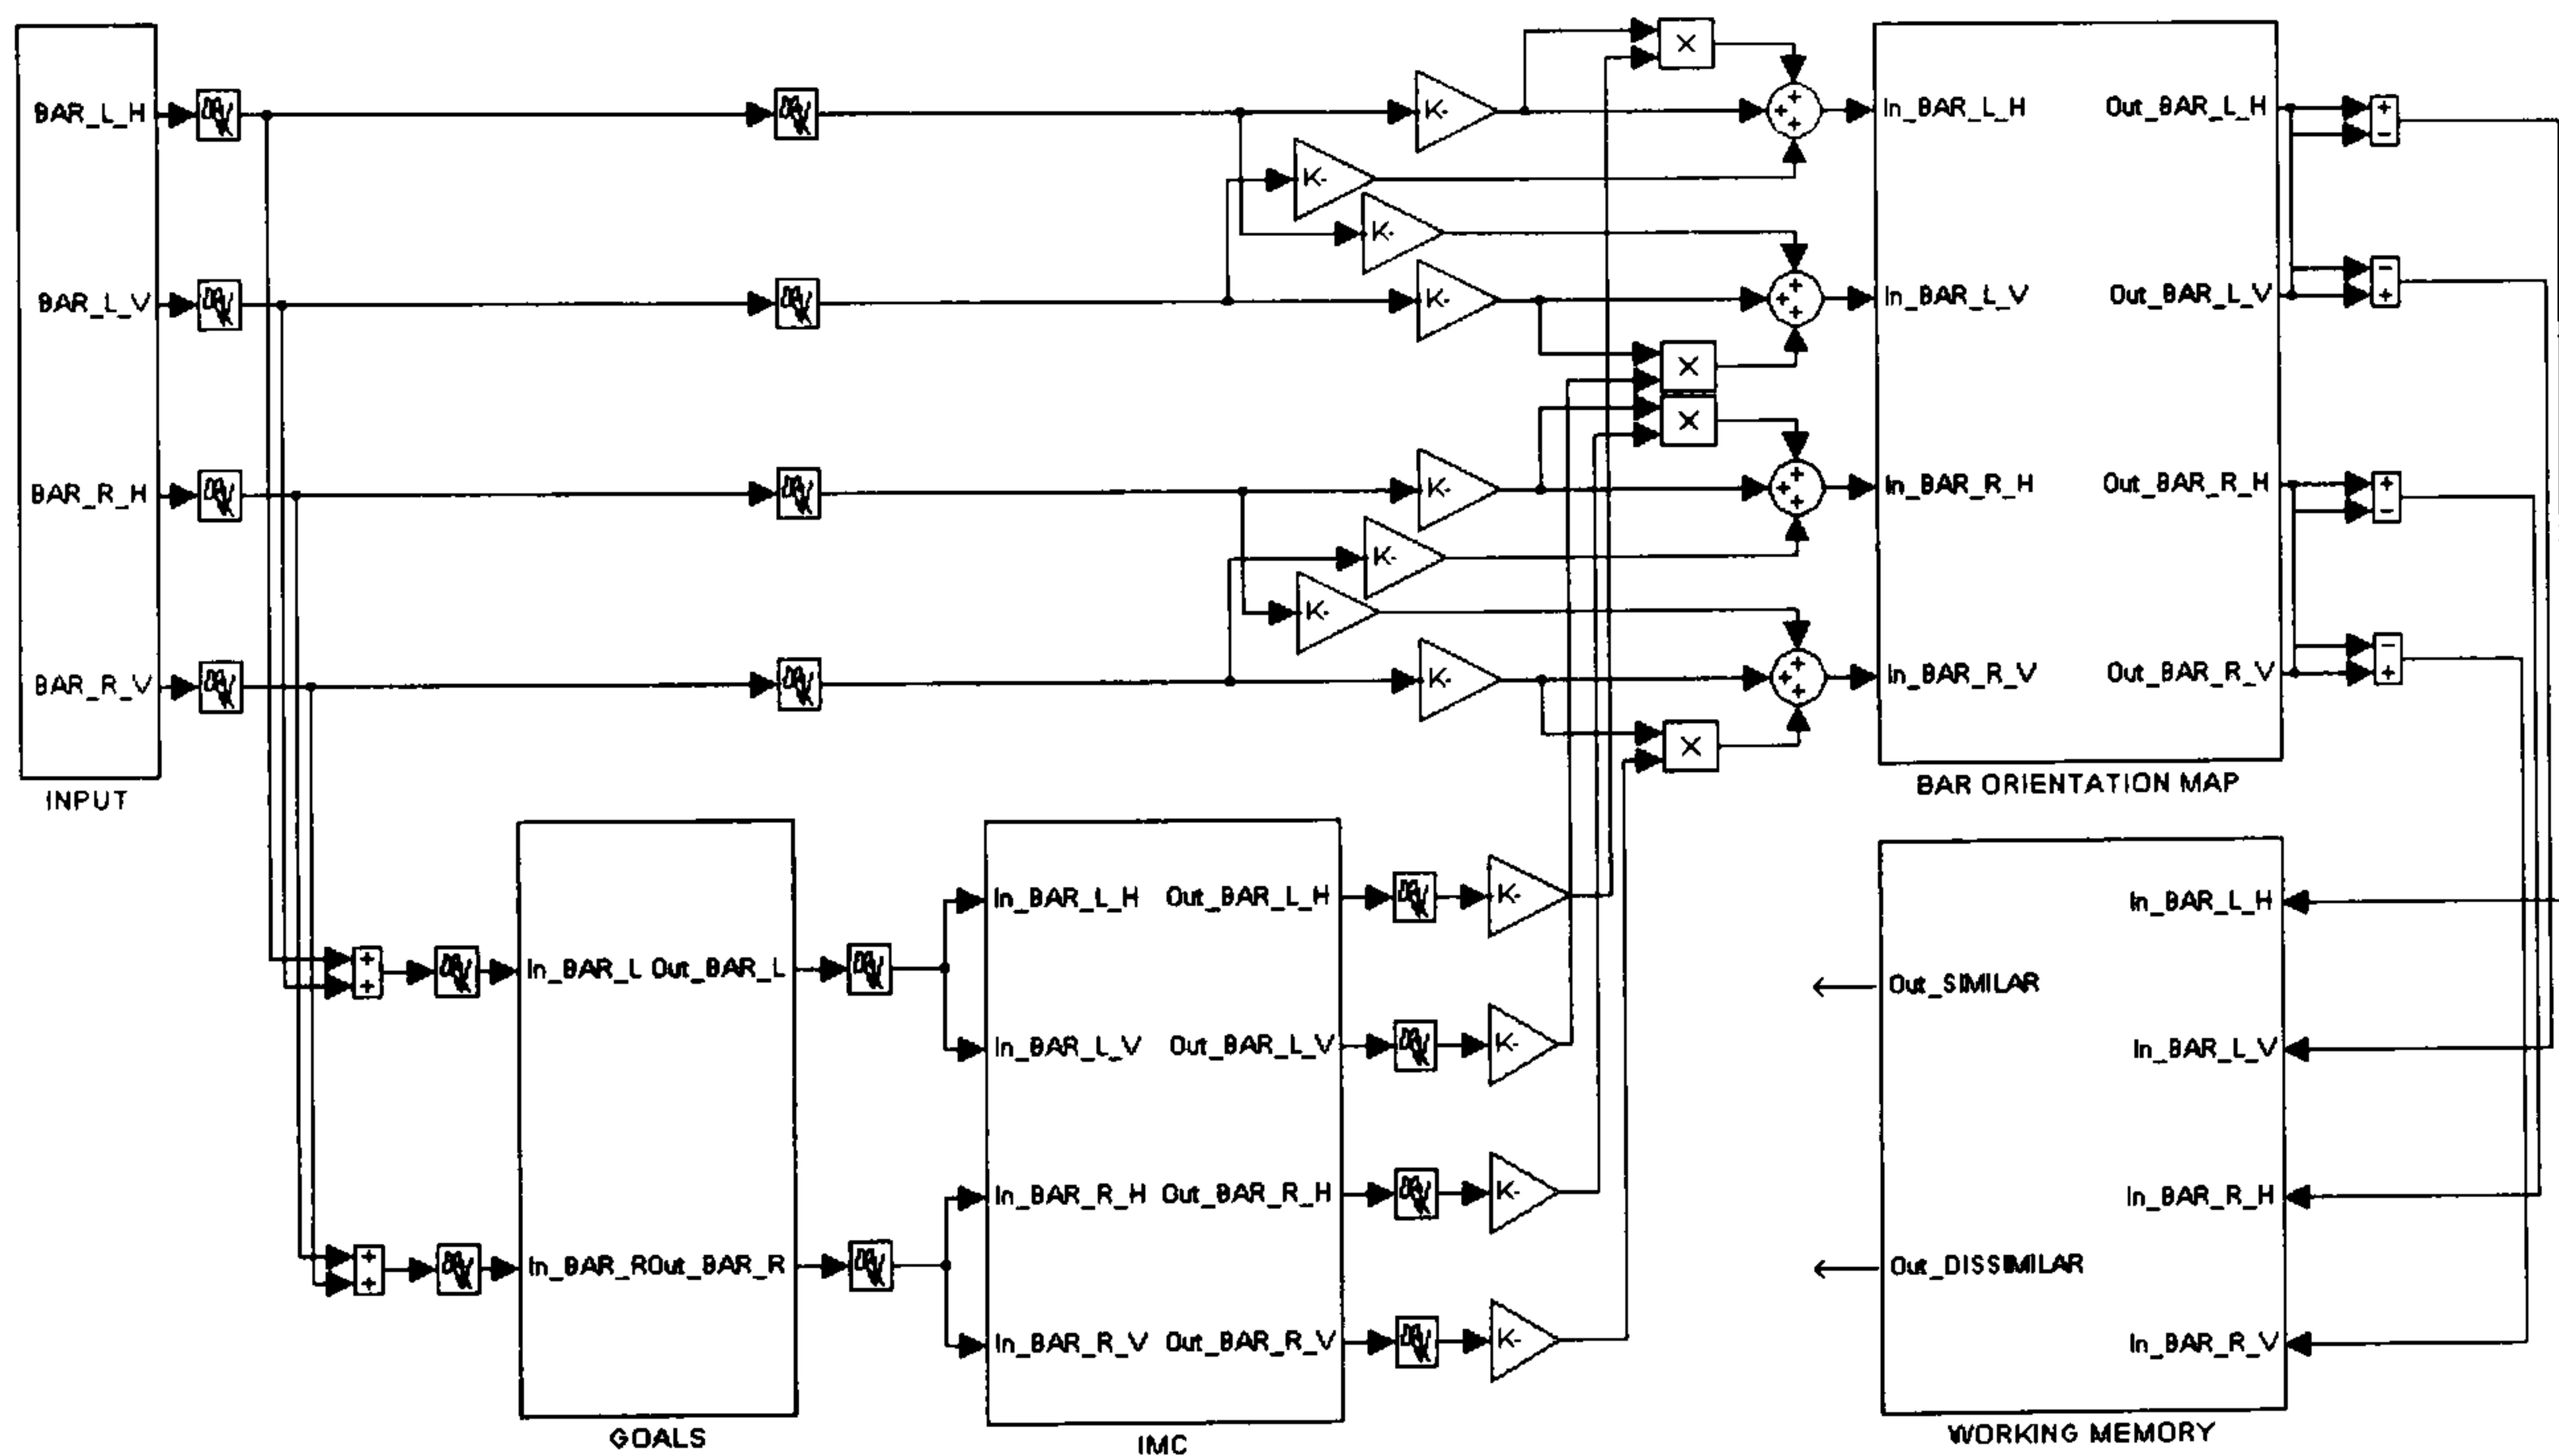 BAR_L_H
BAR_L_V
BAR_R_H
BAR_R_V
INPUT
K-
K-
K-
K-
K-
K-
K-
K-
×
×
×
×
In_BAR_L_H Out_BAR_L_H
In_BAR_L_V Out_BAR_L_V
In_BAR_R_H Out_BAR_R_H
In_BAR_R_V Out_BAR_R_V
BAR ORIENTATION MAP
In_BAR_L Out_BAR_L
In_BAR_R Out_BAR_R
GOALS
In_BAR_L_H Out_BAR_L_H
In_BAR_L_V Out_BAR_L_V
In_BAR_R_H Out_BAR_R_H
In_BAR_R_V Out_BAR_R_V
IMC
K-
K-
K-
K-
In_BAR_L_H
Out_SIMILAR
In_BAR_L_V
In_BAR_R_H
Out_DISSIMILAR
In_BAR_R_V
WORKING MEMORY